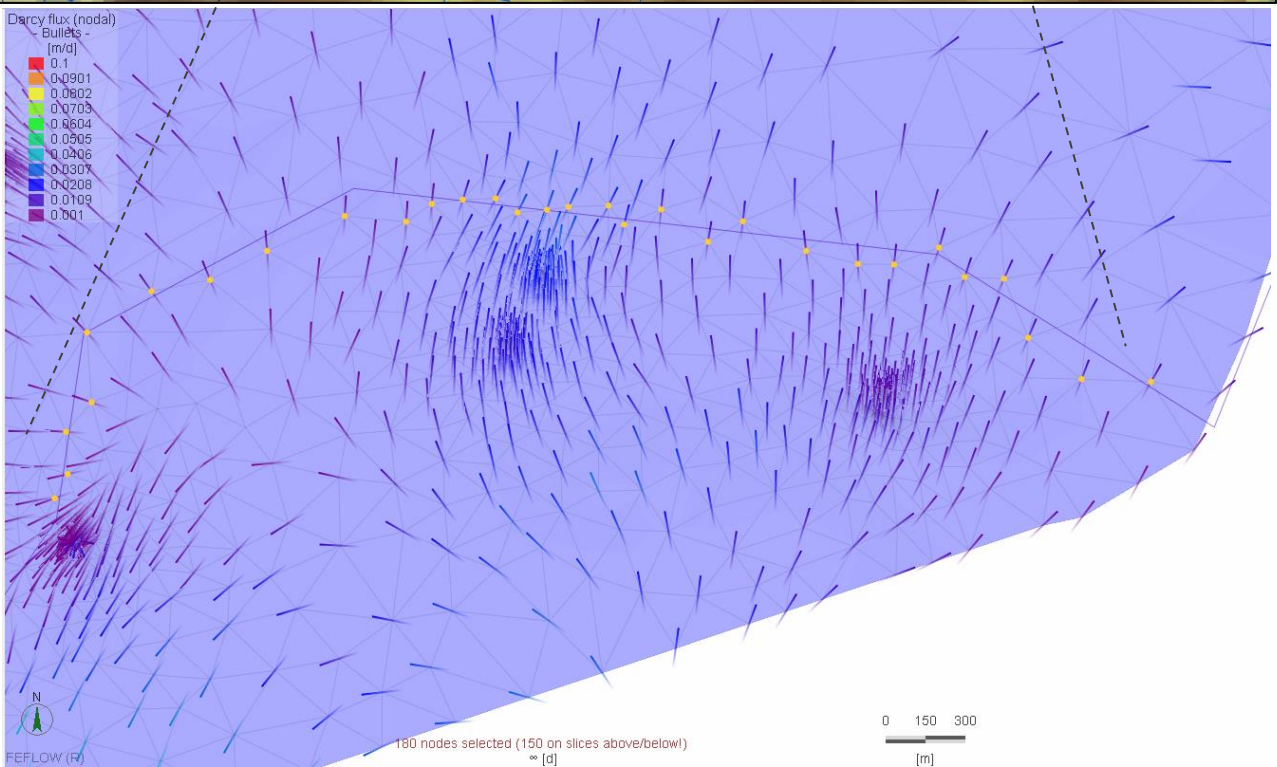 Darcy flux (nodal)
- Bullets -
[m/d]
0.1
0.0901
0.0802
0.0703
0.0604
0.0505
0.0406
0.0307
0.0208
0.0109
0.001
N
FEFLOW (R)
180 nodes selected (150 on slices above/below!)
∞ [d]
0 150 300
[m]